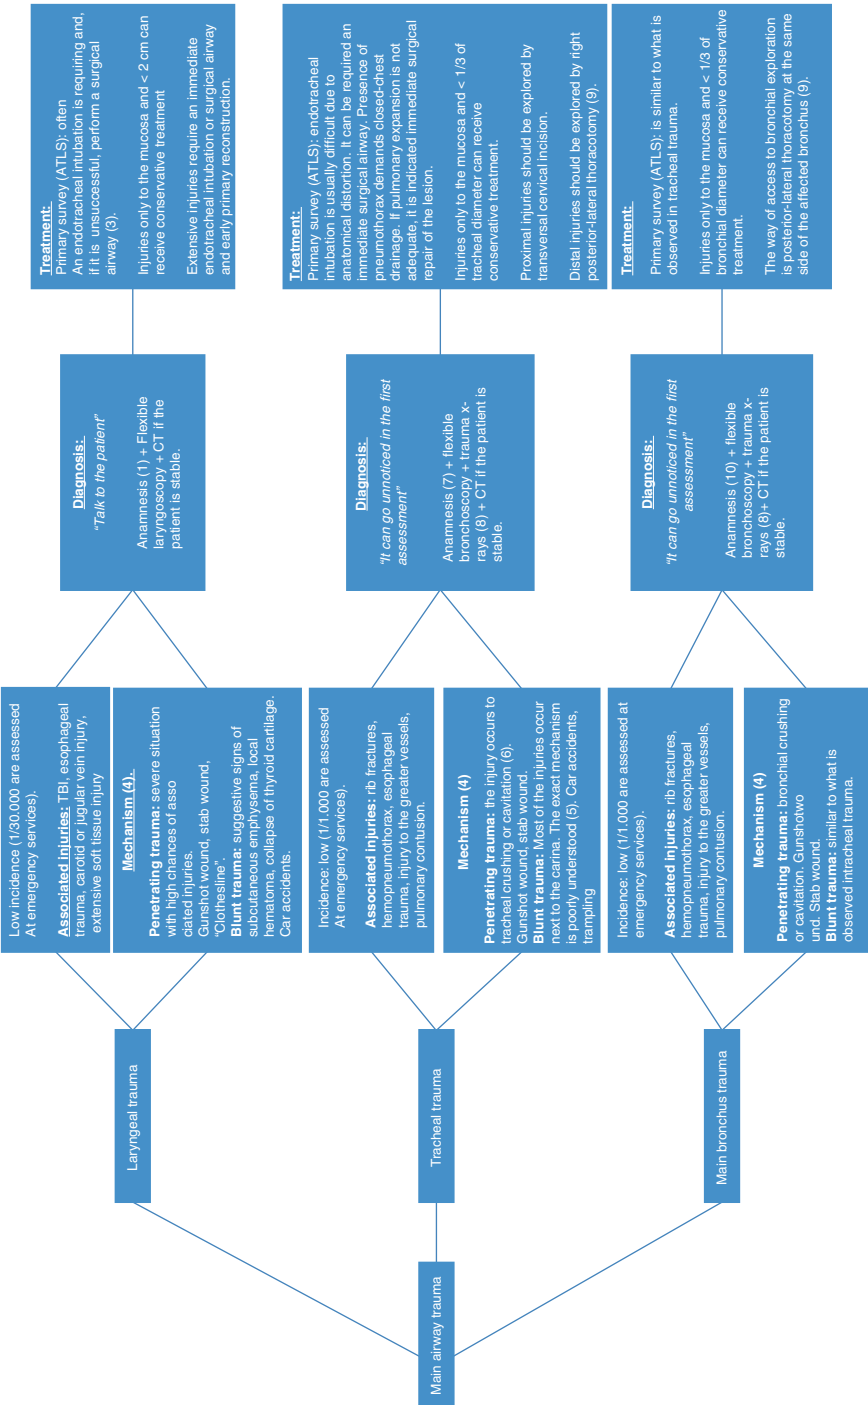 Main airway trauma
Laryngeal trauma
Low incidence (1/30.000 are assessed
At emergency services).
Associated injuries: TBI, esophageal
trauma, carotid or jugular vein injury,
extensive soft tissue injury
Mechanism (4).
Penetrating trauma: severe situation
with high chances of asso
ciated injuries.
Gunshot wound, stab wound,
“Clothesline”.
Blunt trauma: suggestive signs of
subcutaneous emphysema, local
hematoma, collapse of thyroid cartilage.
Car accidents.
Diagnosis:
“Talk to the patient”
Anamnesis (1) + Flexible
laryngoscopy + CT if the
patient is stable.
Treatment:
Primary survey (ATLS): often
An endotracheal intubation is requiring and,
if it is unsuccessful, perform a surgical
airway (3).
Injuries only to the mucosa and < 2 cm can
receive conservative treatment
Extensive injuries require an immediate
endotracheal intubation or surgical airway
and early primary reconstruction.
Tracheal trauma
Incidence: low (1/1.000 are assessed
At emergency services).
Associated injuries: rib fractures,
hemopneumothorax, esophageal
trauma, injury to the greater vessels,
pulmonary contusion.
Mechanism (4)
Penetrating trauma: the injury occurs to
tracheal crushing or cavitation (6).
Gunshot wound, stab wound.
Blunt trauma: Most of the injuries occur
next to the carina. The exact mechanism
is poorly understood (5). Car accidents,
trampling
Diagnosis:
“It can go unnoticed in the first
assessment”
Anamnesis (7) + flexible
bronchoscopy + trauma x-
rays (8) + CT if the patient is
stable.
Treatment:
Primary survey (ATLS): endotracheal
intubation is usually difficult due to
anatomical distortion. It can be required an
immediate surgical airway. Presence of
pneumothorax demands closed-chest
drainage. If pulmonary expansion is not
adequate, it is indicated immediate surgical
repair of the lesion.
Injuries only to the mucosa and < 1/3 of
tracheal diameter can receive
conservative treatment.
Proximal injuries should be explored by
transversal cervical incision.
Distal injuries should be explored by right
posterior-lateral thoracotomy (9).
Main bronchus trauma
Incidence: low (1/1.000 are assessed at
emergency services).
Associated injuries: rib fractures,
hemopneumothorax, esophageal
trauma, injury to the greater vessels,
pulmonary contusion.
Mechanism (4)
Penetrating trauma: bronchial crushing
or cavitation. Gunshotwo
und. Stab wound.
Blunt trauma: similar to what is
observed intracheal trauma.
Diagnosis:
“It can go unnoticed in the first
assessment”
Anamnesis (10) + flexible
bronchoscopy + trauma x-
rays (8)+ CT if the patient is
stable.
Treatment:
Primary survey (ATLS): is similar to what is
observed in tracheal trauma.
Injuries only to the mucosa and < 1/3 of
bronchial diameter can receive conservative
treatment.
The way of access to bronchial exploration
is posterior-lateral thoracotomy at the same
side of the affected bronchus (9).